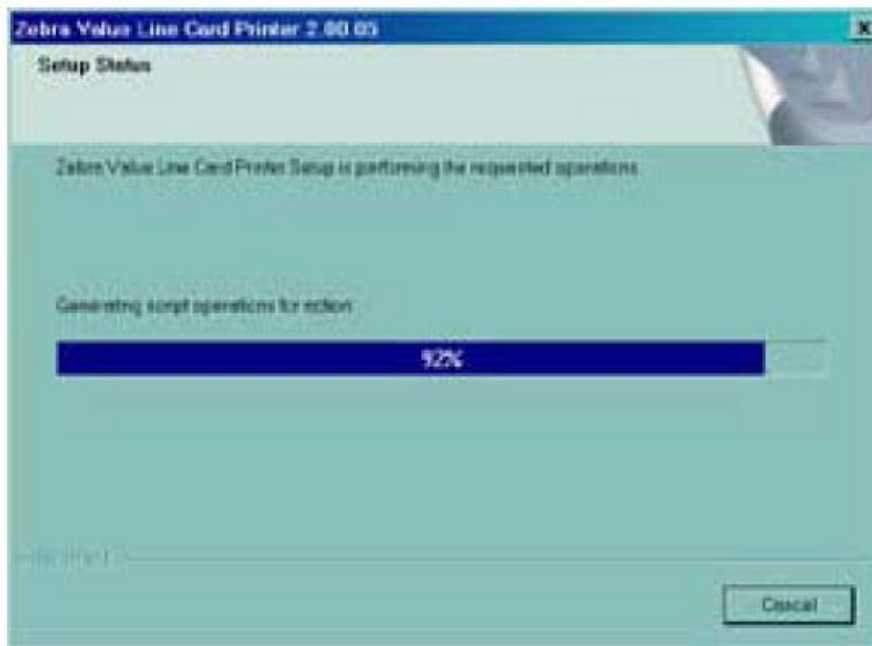 Zebra Value Line Card Printer 2.00.05
Setup Status
Zebra Value Line Card Printer Setup is performing the requested operations.
Generating script operations for action:
92%
InstallShield
Cancel